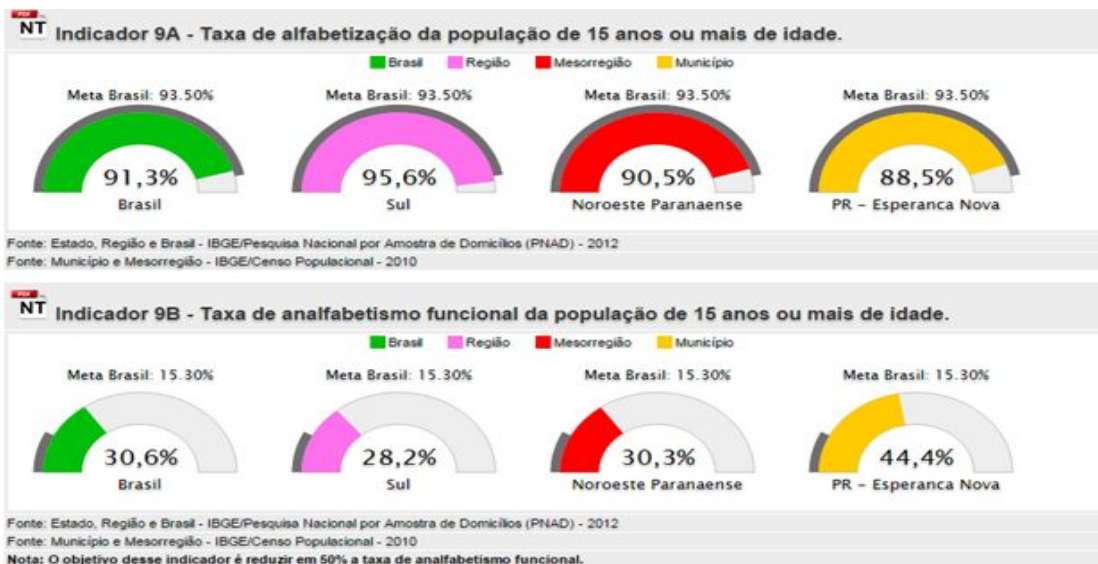 PDF
NT Indicador 9A - Taxa de alfabetização da população de 15 anos ou mais de idade.
Brasil Região Mesorregião Município
Meta Brasil: 93.50% Meta Brasil: 93.50% Meta Brasil: 93.50% Meta Brasil: 93.50%
91,3% 95,6% 90,5% 88,5%
Brasil Sul Noroeste Paranaense PR – Esperanca Nova
Fonte: Estado, Região e Brasil - IBGE/Pesquisa Nacional por Amostra de Domicílios (PNAD) - 2012
Fonte: Município e Mesorregião - IBGE/Censo Populacional - 2010
PDF
NT Indicador 9B - Taxa de analfabetismo funcional da população de 15 anos ou mais de idade.
Brasil Região Mesorregião Município
Meta Brasil: 15.30% Meta Brasil: 15.30% Meta Brasil: 15.30% Meta Brasil: 15.30%
30,6% 28,2% 30,3% 44,4%
Brasil Sul Noroeste Paranaense PR – Esperanca Nova
Fonte: Estado, Região e Brasil - IBGE/Pesquisa Nacional por Amostra de Domicílios (PNAD) - 2012
Fonte: Município e Mesorregião - IBGE/Censo Populacional - 2010
Nota: O objetivo desse indicador é reduzir em 50% a taxa de analfabetismo funcional.